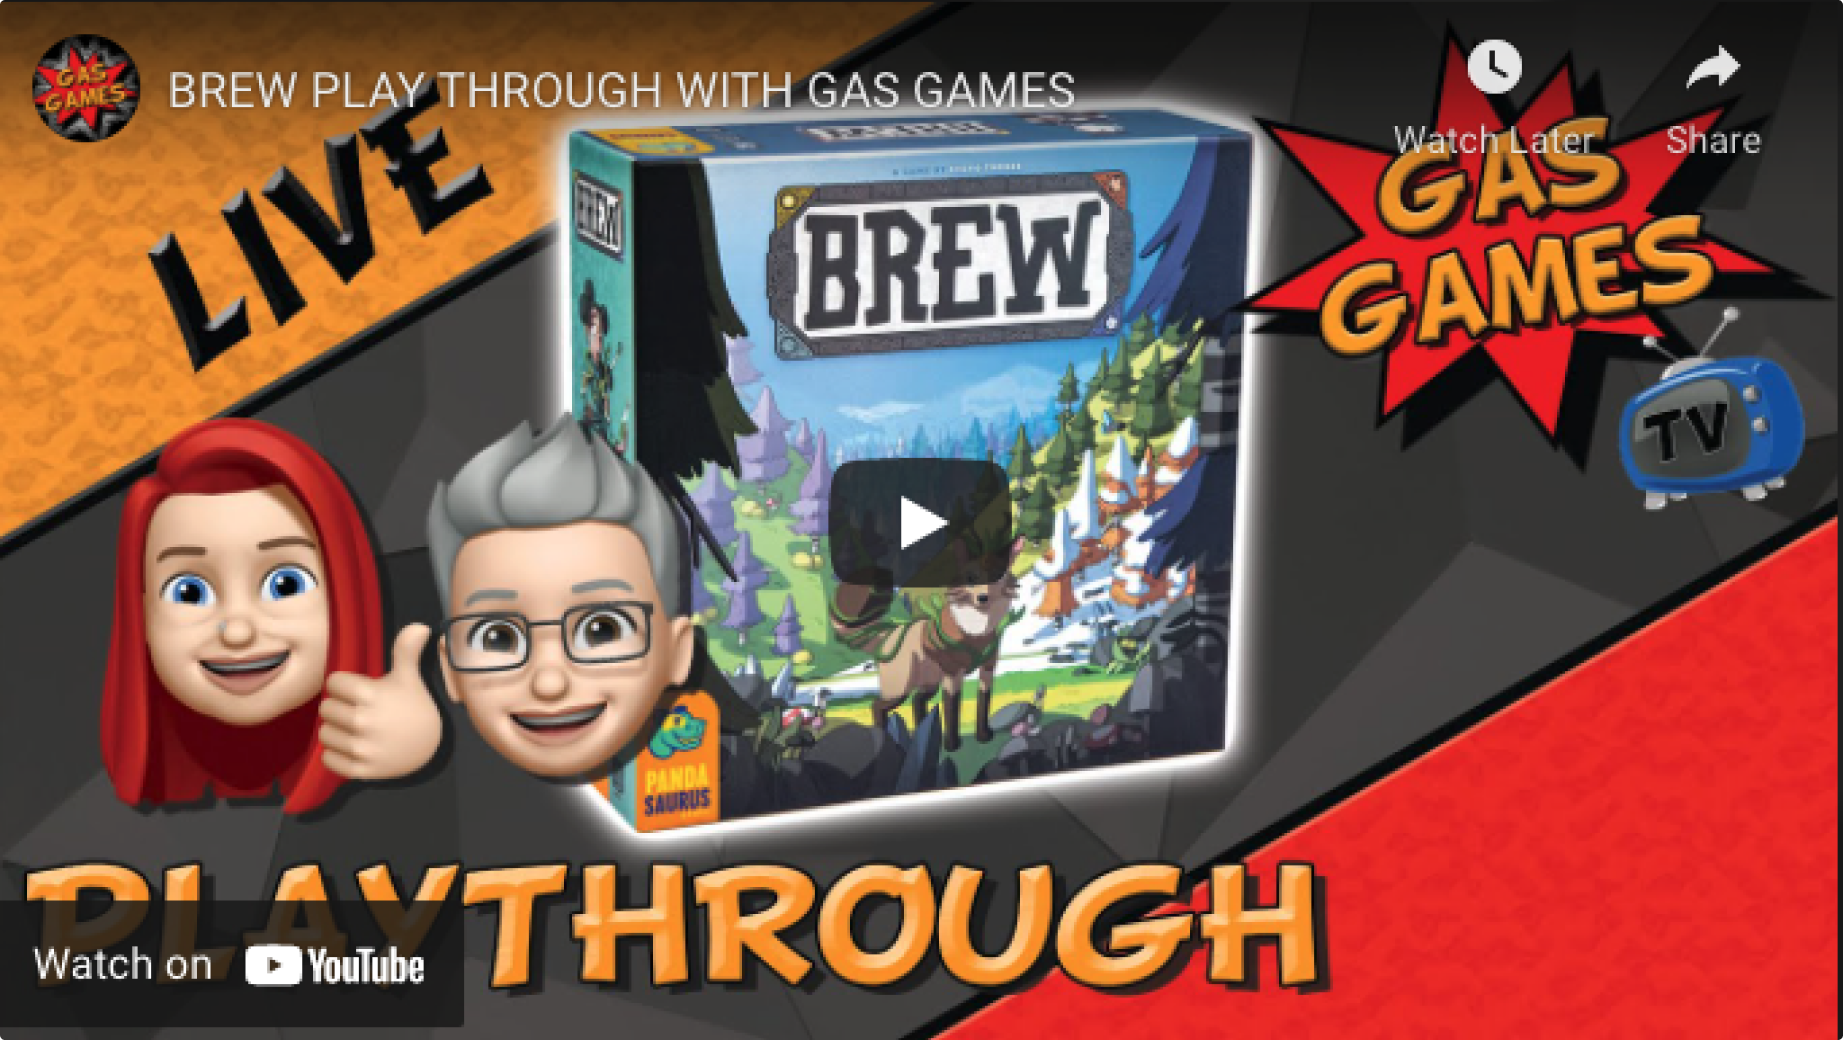 GAS
GAMES
BREW PLAY THROUGH WITH GAS GAMES
Watch Later
Share
LIVE
BREW
BREW
GAS
GAMES
TV
PANDA
SAURUS
PLAYTHROUGH
Watch on YouTube